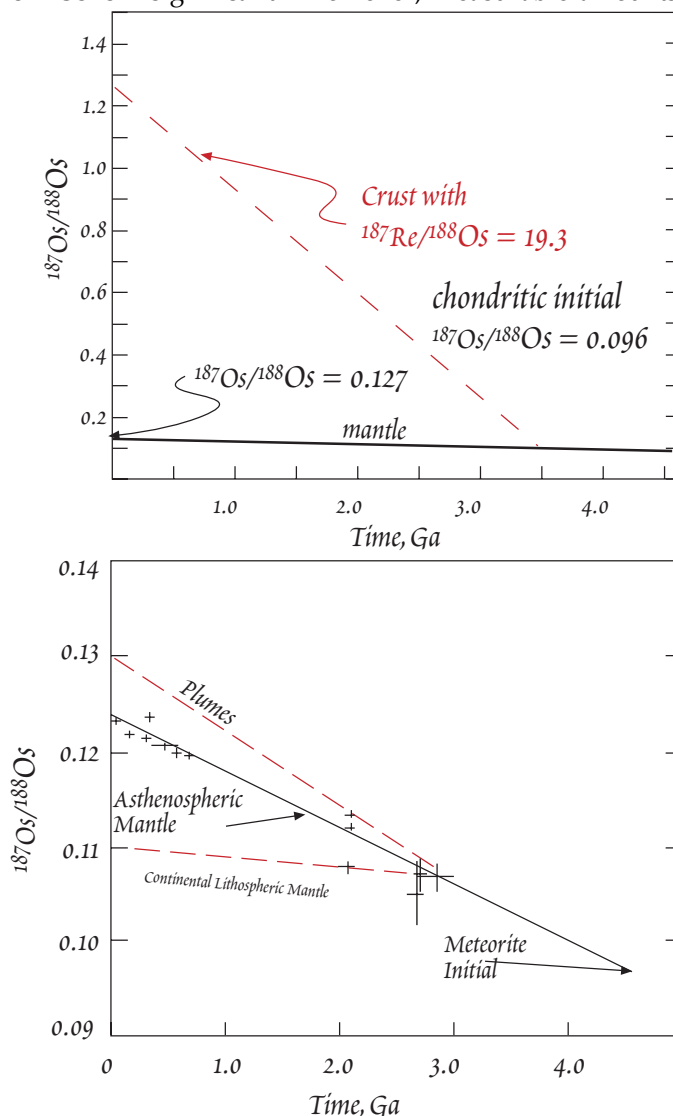 1.4
1.2
1.0
0.8
0.6
0.4
0.2
¹⁸⁷Os/¹⁸⁸Os
Crust with
¹⁸⁷Re/¹⁸⁸Os = 19.3
chondritic initial
¹⁸⁷Os/¹⁸⁸Os = 0.096
¹⁸⁷Os/¹⁸⁸Os = 0.127
mantle
1.0 2.0 3.0 4.0
Time, Ga
0.14
0.13
0.12
0.11
0.10
0.09
¹⁸⁷Os/¹⁸⁸Os
Plumes
Asthenospheric
Mantle
Continental Lithospheric Mantle
Meteorite
Initial
0 1.0 2.0 3.0 4.0
Time, Ga